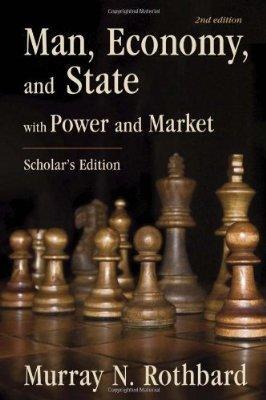 2nd edition
Man, Economy,
and State
with Power and Market
Scholar's Edition
Murray N. Rothbard